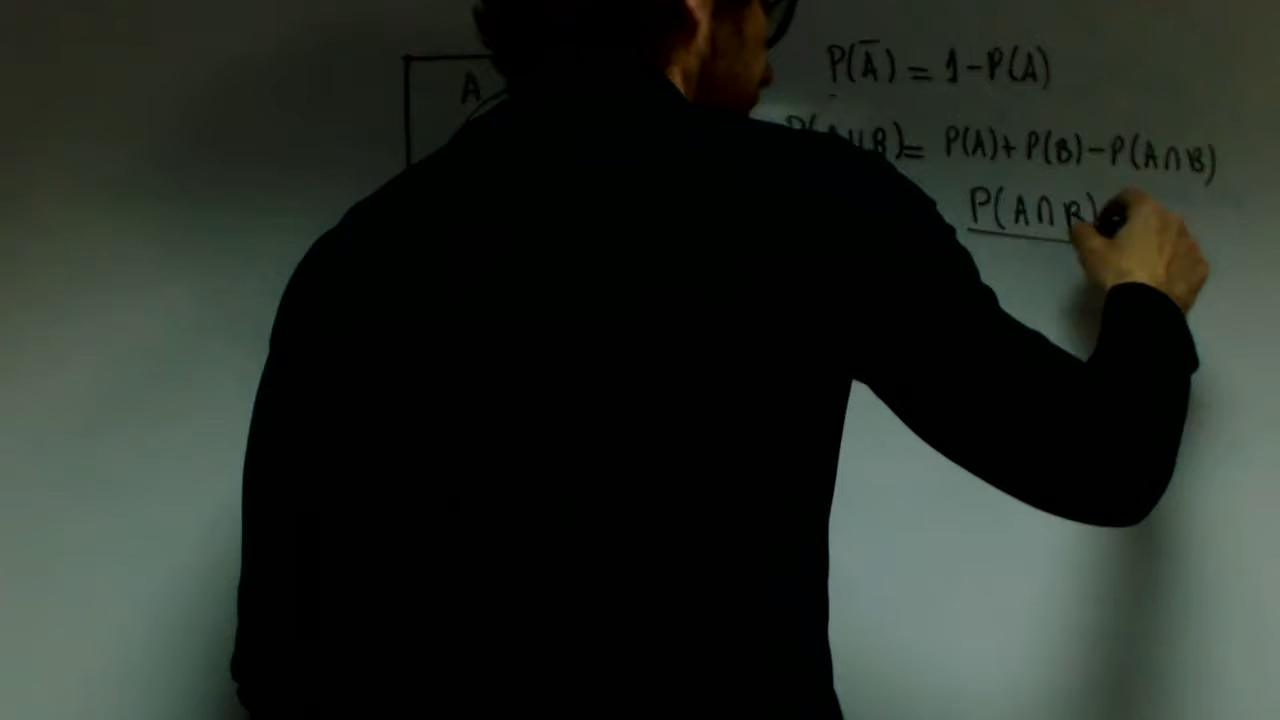 A
P(Ā) = 1-P(A)
P(A∪B)= P(A)+P(B)-P(A∩B)
P(A∩B)